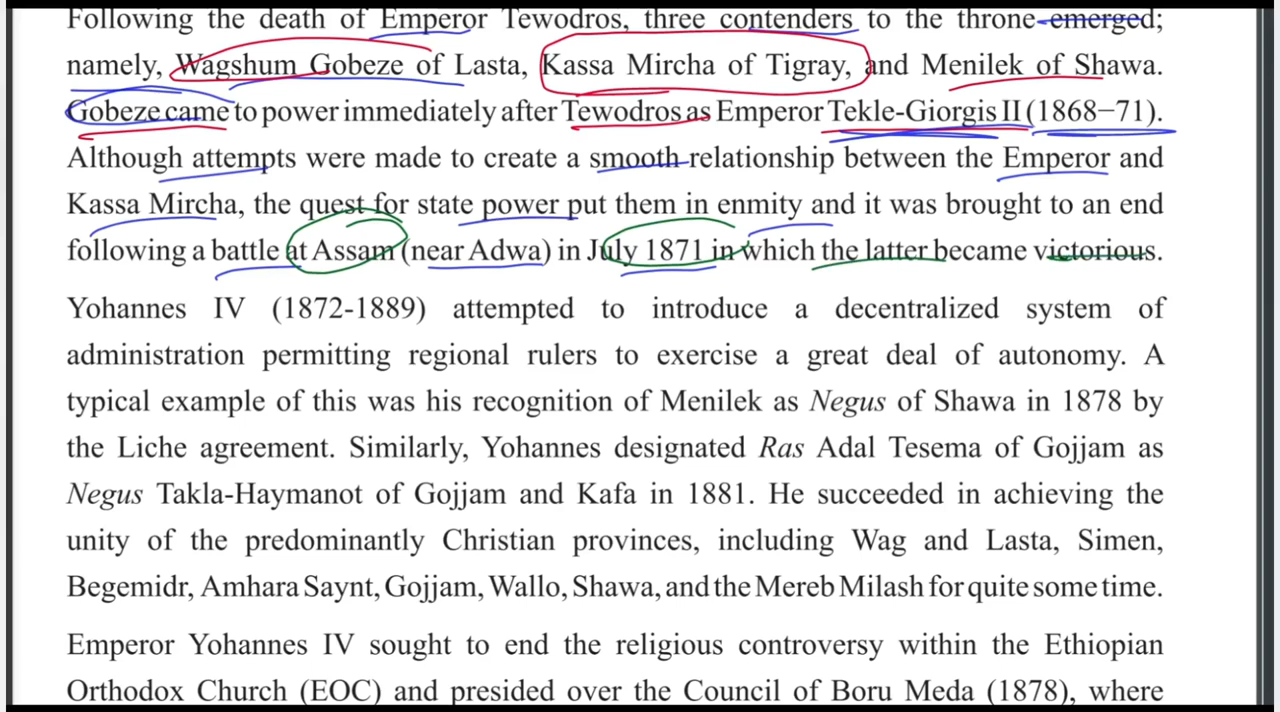 Following the death of Emperor Tewodros, three contenders to the throne emerged;
namely, Wagshum Gobeze of Lasta, Kassa Mircha of Tigray, and Menilek of Shawa.
Gobeze came to power immediately after Tewodros as Emperor Tekle-Giorgis II (1868−71).
Although attempts were made to create a smooth relationship between the Emperor and
Kassa Mircha, the quest for state power put them in enmity and it was brought to an end
following a battle at Assam (near Adwa) in July 1871 in which the latter became victorious.
Yohannes IV (1872-1889) attempted to introduce a decentralized system of
administration permitting regional rulers to exercise a great deal of autonomy. A
typical example of this was his recognition of Menilek as Negus of Shawa in 1878 by
the Liche agreement. Similarly, Yohannes designated Ras Adal Tesema of Gojjam as
Negus Takla-Haymanot of Gojjam and Kafa in 1881. He succeeded in achieving the
unity of the predominantly Christian provinces, including Wag and Lasta, Simen,
Begemidr, Amhara Saynt, Gojjam, Wallo, Shawa, and the Mereb Milash for quite some time.
Emperor Yohannes IV sought to end the religious controversy within the Ethiopian
Orthodox Church (EOC) and presided over the Council of Boru Meda (1878), where